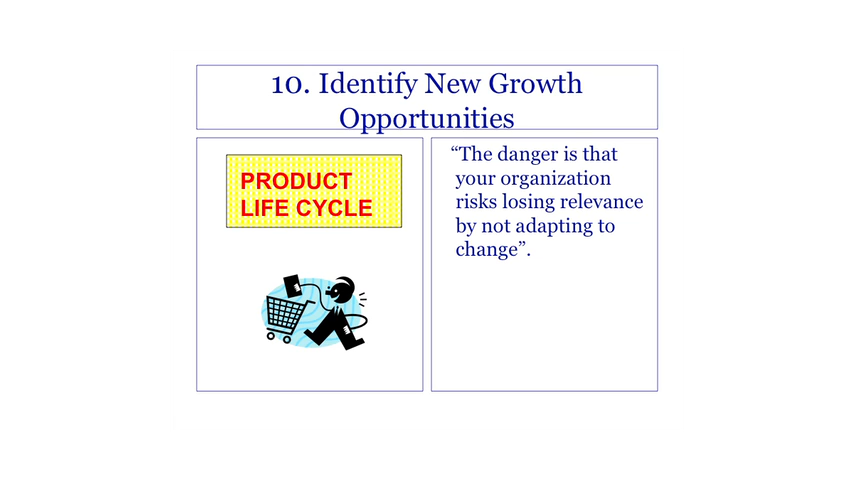 10. Identify New Growth
Opportunities
PRODUCT
LIFE CYCLE
“The danger is that
your organization
risks losing relevance
by not adapting to
change”.